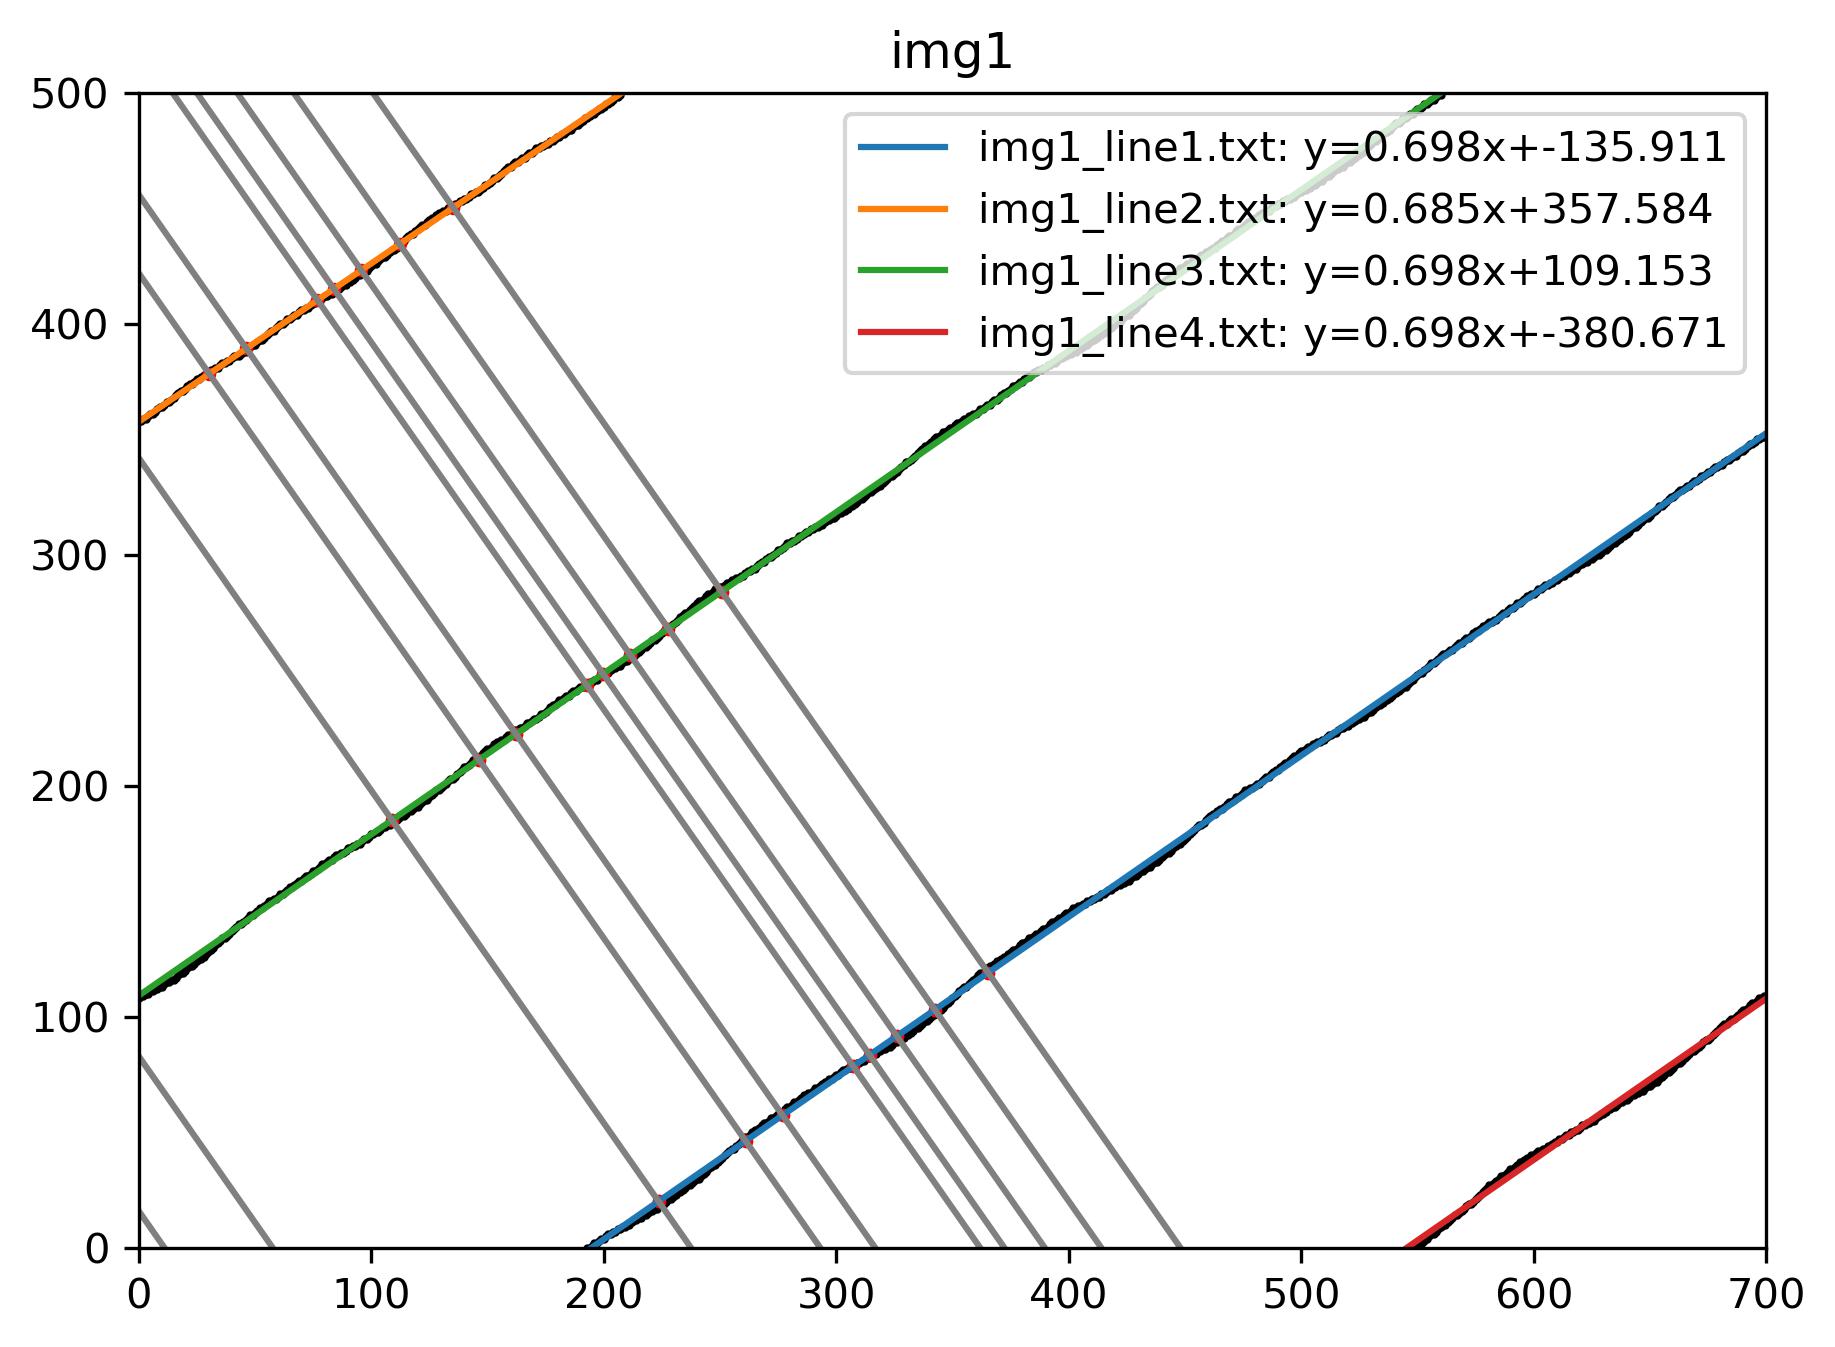 img1
img1_line1.txt: y=0.698x+-135.911
img1_line2.txt: y=0.685x+357.584
img1_line3.txt: y=0.698x+109.153
img1_line4.txt: y=0.698x+-380.671
500
400
300
200
100
0
0 100 200 300 400 500 600 700